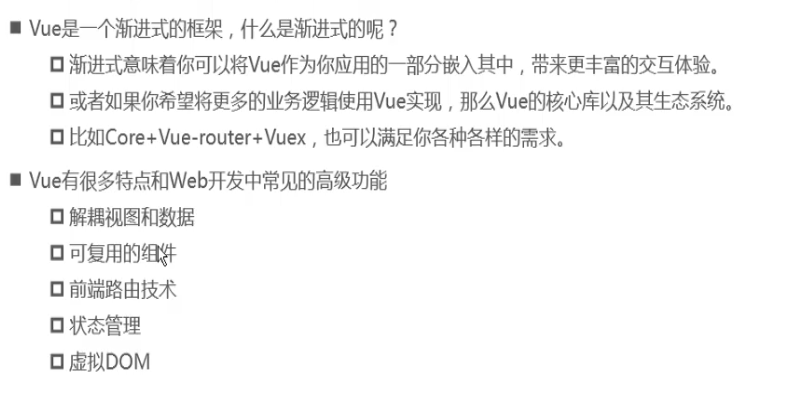 Vue是一个渐进式的框架，什么是渐进式的呢？
渐进式意味着你可以将Vue作为你应用的一部分嵌入其中，带来更丰富的交互体验。
或者如果你希望将更多的业务逻辑使用Vue实现，那么Vue的核心库以及其生态系统。
比如Core+Vue-router+Vuex，也可以满足你各种各样的需求。
Vue有很多特点和Web开发中常见的高级功能
解耦视图和数据
可复用的组件
前端路由技术
状态管理
虚拟DOM